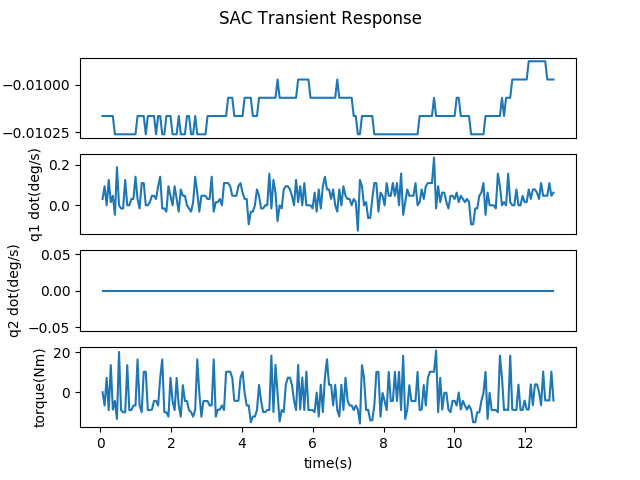 SAC Transient Response
−0.01000
−0.01025
q1 dot(deg/s)
0.2
0.0
q2 dot(deg/s)
0.05
0.00
−0.05
torque(Nm)
20
0
0 2 4 6 8 10 12
time(s)